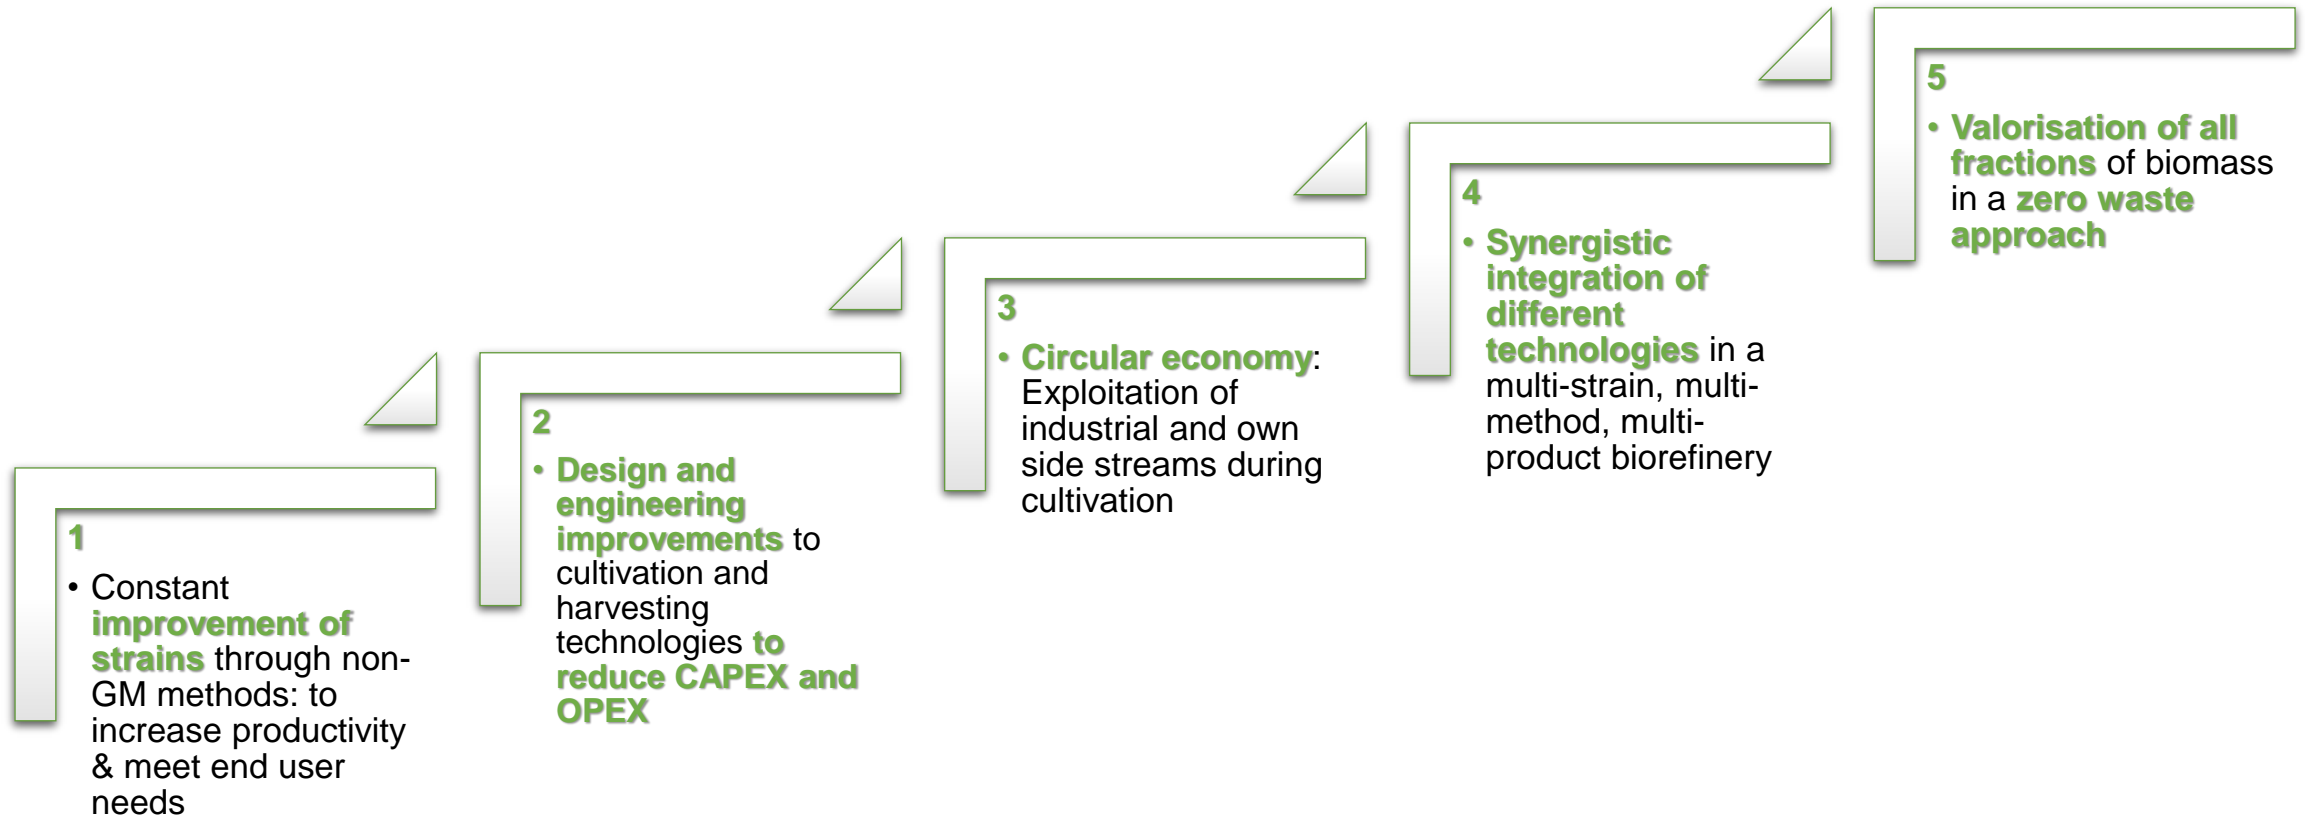 1
• Constant
improvement of
strains through non-
GM methods: to
increase productivity
& meet end user
needs
2
• Design and
engineering
improvements to
cultivation and
harvesting
technologies to
reduce CAPEX and
OPEX
3
• Circular economy:
Exploitation of
industrial and own
side streams during
cultivation
4
• Synergistic
integration of
different
technologies in a
multi-strain, multi-
method, multi-
product biorefinery
5
• Valorisation of all
fractions of biomass
in a zero waste
approach